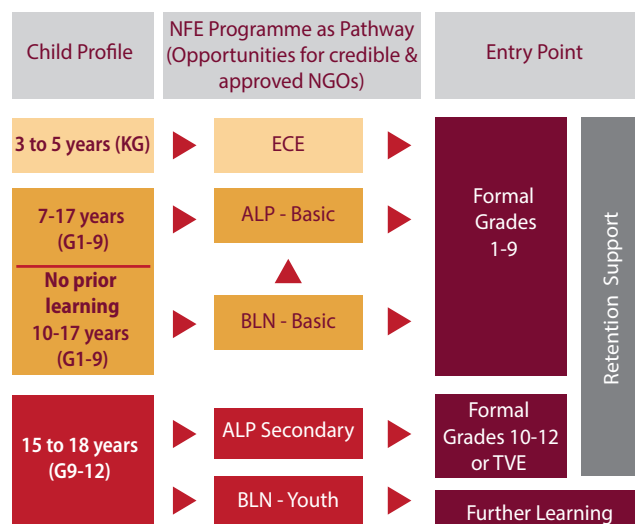 Child Profile
NFE Programme as Pathway
(Opportunities for credible &
approved NGOs)
Entry Point
3 to 5 years (KG)
ECE
7-17 years
(G1-9)
ALP - Basic
No prior
learning
10-17 years
(G1-9)
BLN - Basic
Formal
Grades
1-9
Retention Support
15 to 18 years
(G9-12)
ALP Secondary
Formal
Grades 10-12
or TVE
BLN - Youth
Further Learning